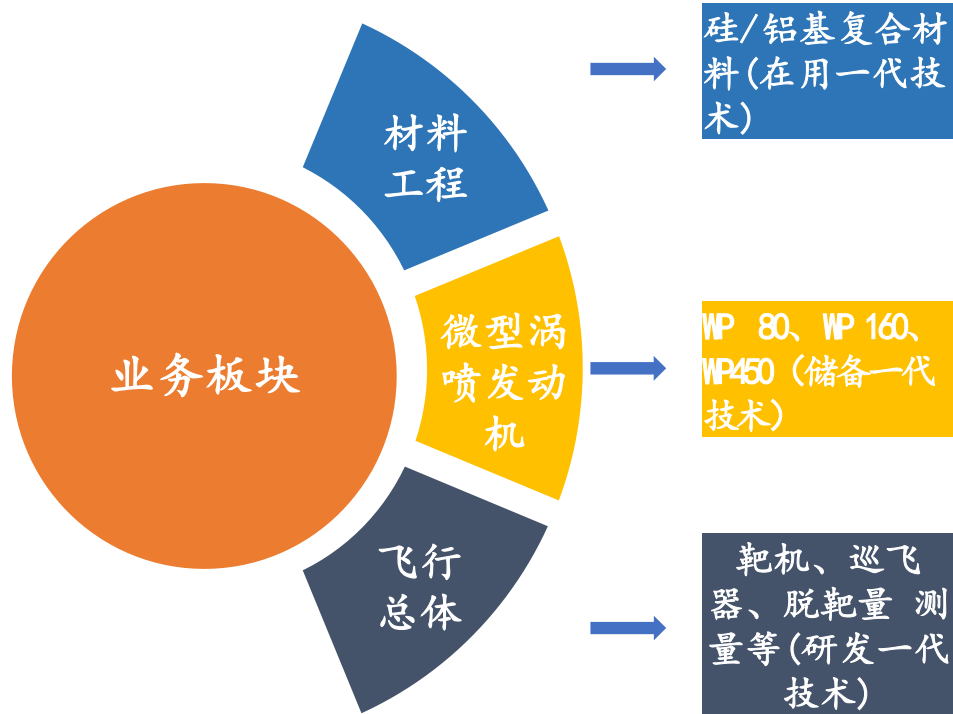 业务板块
材料
工程
硅/铝基复合材
料(在用一代技
术)
微型涡
喷发动
机
WP 80、WP 160、
WP450（储备一代
技术）
飞行
总体
靶机、巡飞
器、脱靶量 测
量等(研发一代
技术)